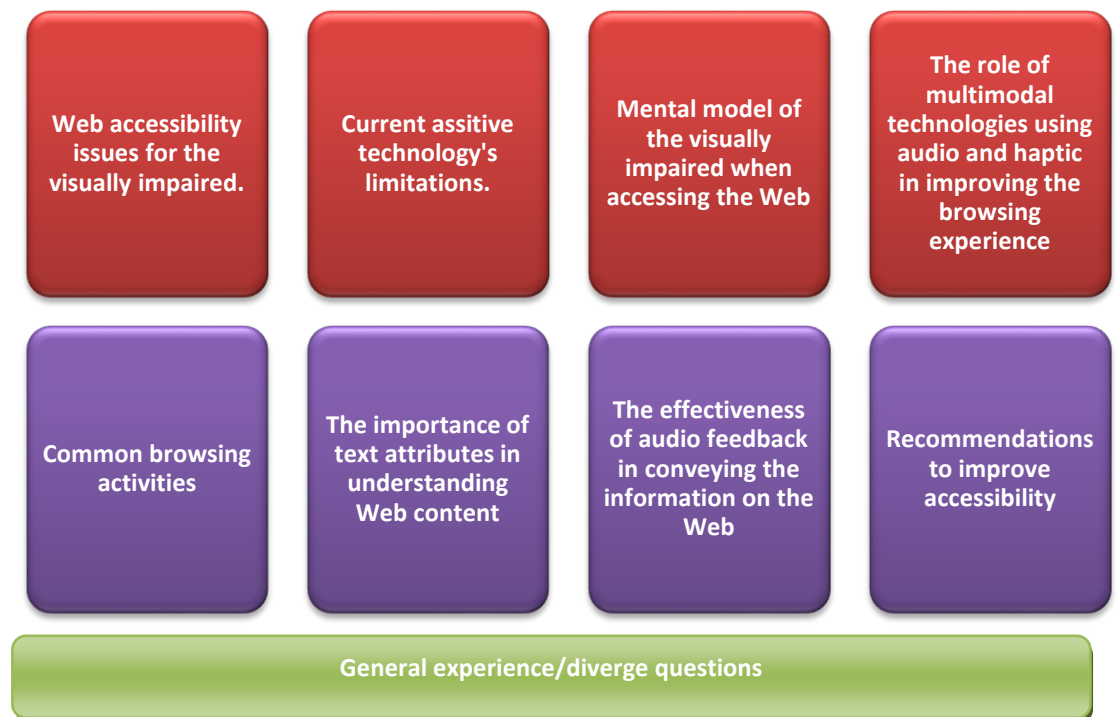 Web accessibility
issues for the
visually impaired.
Current assitive
technology's
limitations.
Mental model of
the visually
impaired when
accessing the Web
The role of
multimodal
technologies using
audio and haptic
in improving the
browsing
experience
Common browsing
activities
The importance of
text attributes in
understanding
Web content
The effectiveness
of audio feedback
in conveying the
information on the
Web
Recommendations
to improve
accessibility
General experience/diverge questions